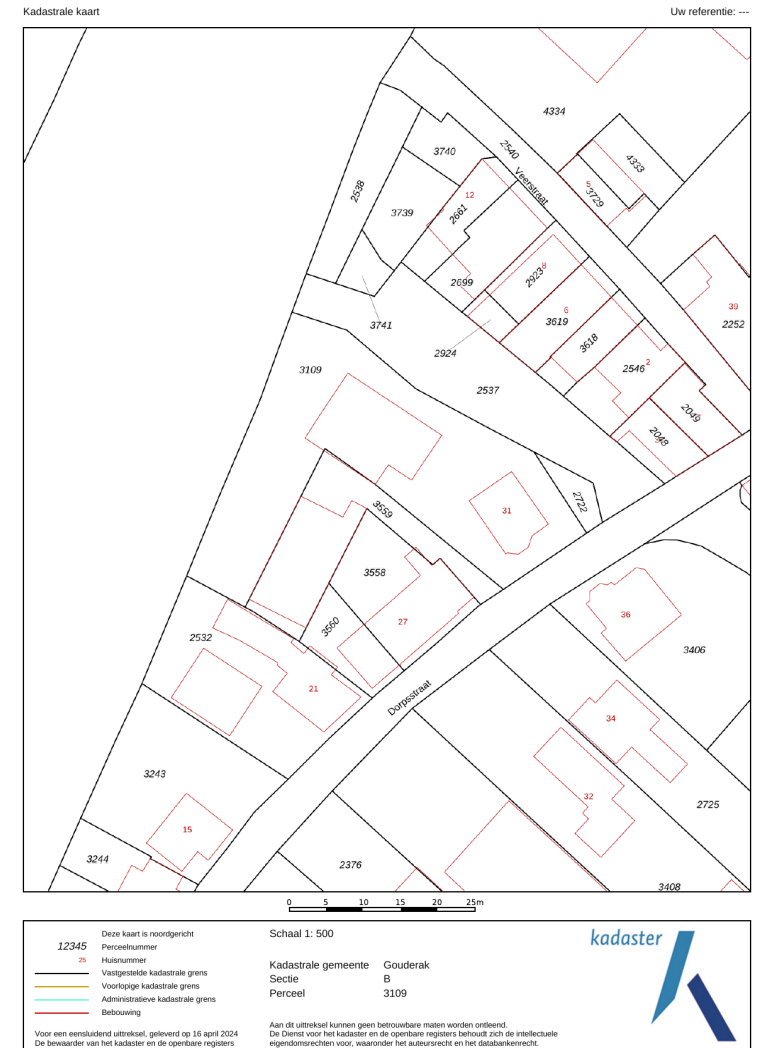 Kadastrale kaart
Uw referentie: ---
4334
2540
Veerstraat
3740
4333
5
3729
2538
12
2661
3739
2699
2923
8
39
2252
6
3619
3741
3618
2924
2546
2
3109
2537
2049
2048
3559
2722
31
3558
3560
27
36
2532
3406
21
Dorpsstraat
34
3243
32
2725
15
3244
2376
3408
0 5 10 15 20 25m
Deze kaart is noordgericht
12345 Perceelnummer
25 Huisnummer
Vastgestelde kadastrale grens
Voorlopige kadastrale grens
Administratieve kadastrale grens
Bebouwing
Voor een eensluidend uittreksel, geleverd op 16 april 2024
De bewaarder van het kadaster en de openbare registers
Schaal 1: 500
Kadastrale gemeente Gouderak
Sectie B
Perceel 3109
Aan dit uittreksel kunnen geen betrouwbare maten worden ontleend.
De Dienst voor het kadaster en de openbare registers behoudt zich de intellectuele
eigendomsrechten voor, waaronder het auteursrecht en het databankenrecht.
kadaster